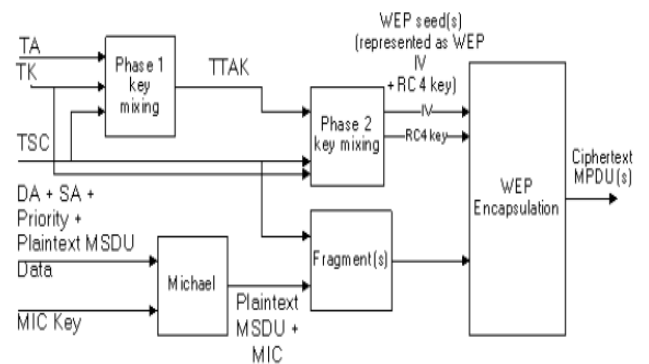 WEP seed(s)
(represented as WEP
IV
+ RC4 key)
TA
TK
Phase 1
key
mixing
TTAK
Phase 2
key mixing
IV
RC4 key
TSC
WEP
Encapsulation
Ciphertext
MPDU(s)
DA + SA +
Priority +
Plaintext MSDU
Data
Michael
Fragment(s)
MIC Key
Plaintext
MSDU +
MIC